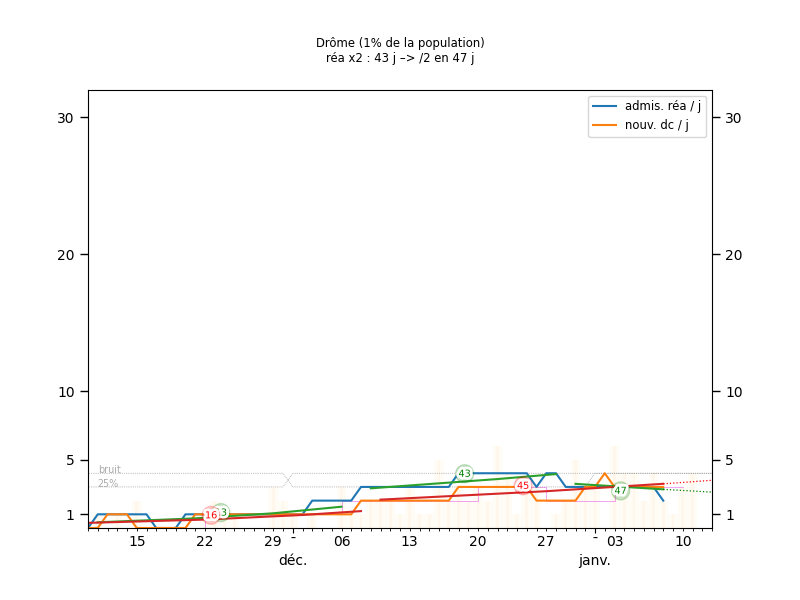 Drôme (1% de la population)
réa x2 : 43 j –> /2 en 47 j
admis. réa / j
nouv. dc / j
30 30
20 20
10 10
bruit
5 5
25%
43
45
47
16 3
1 1
15 22 29 - 06 13 20 27 - 03 10
déc. janv.